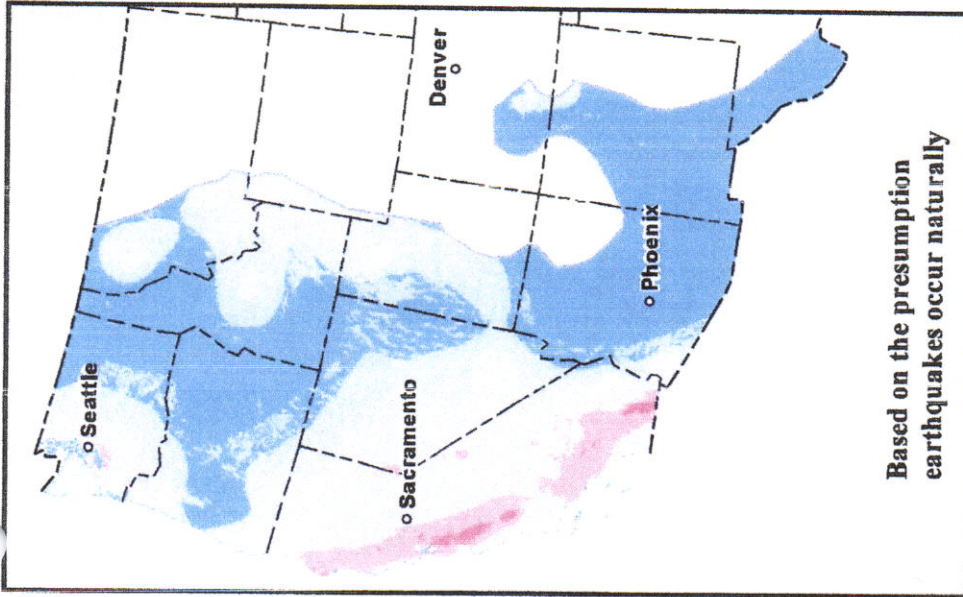 Seattle
Sacramento
Denver
Phoenix
Based on the presumption
earthquakes occur naturally